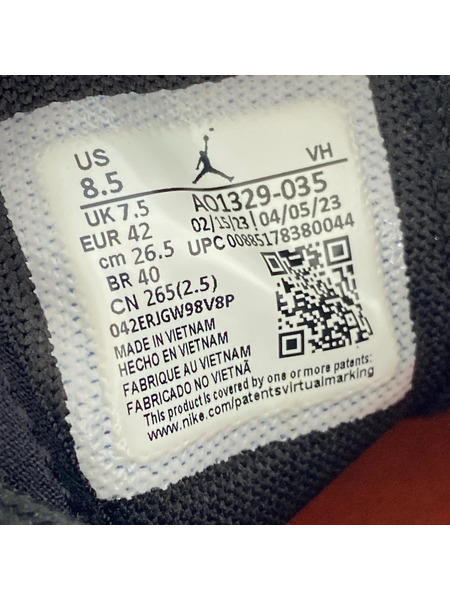 US
8.5
VH
UK 7.5
AO1329-035
EUR 42
02/15/23 | 04/05/23
cm 26.5
UPC 00885178380044
BR 40
CN 265(2.5)
042ERJGW98V8P
MADE IN VIETNAM
HECHO EN VIETNAM
FABRIQUE AU VIETNAM
FABRICADO NO VIETNÃ
This product is covered by one or more patents:
www.nike.com/patentsvirtualmarking